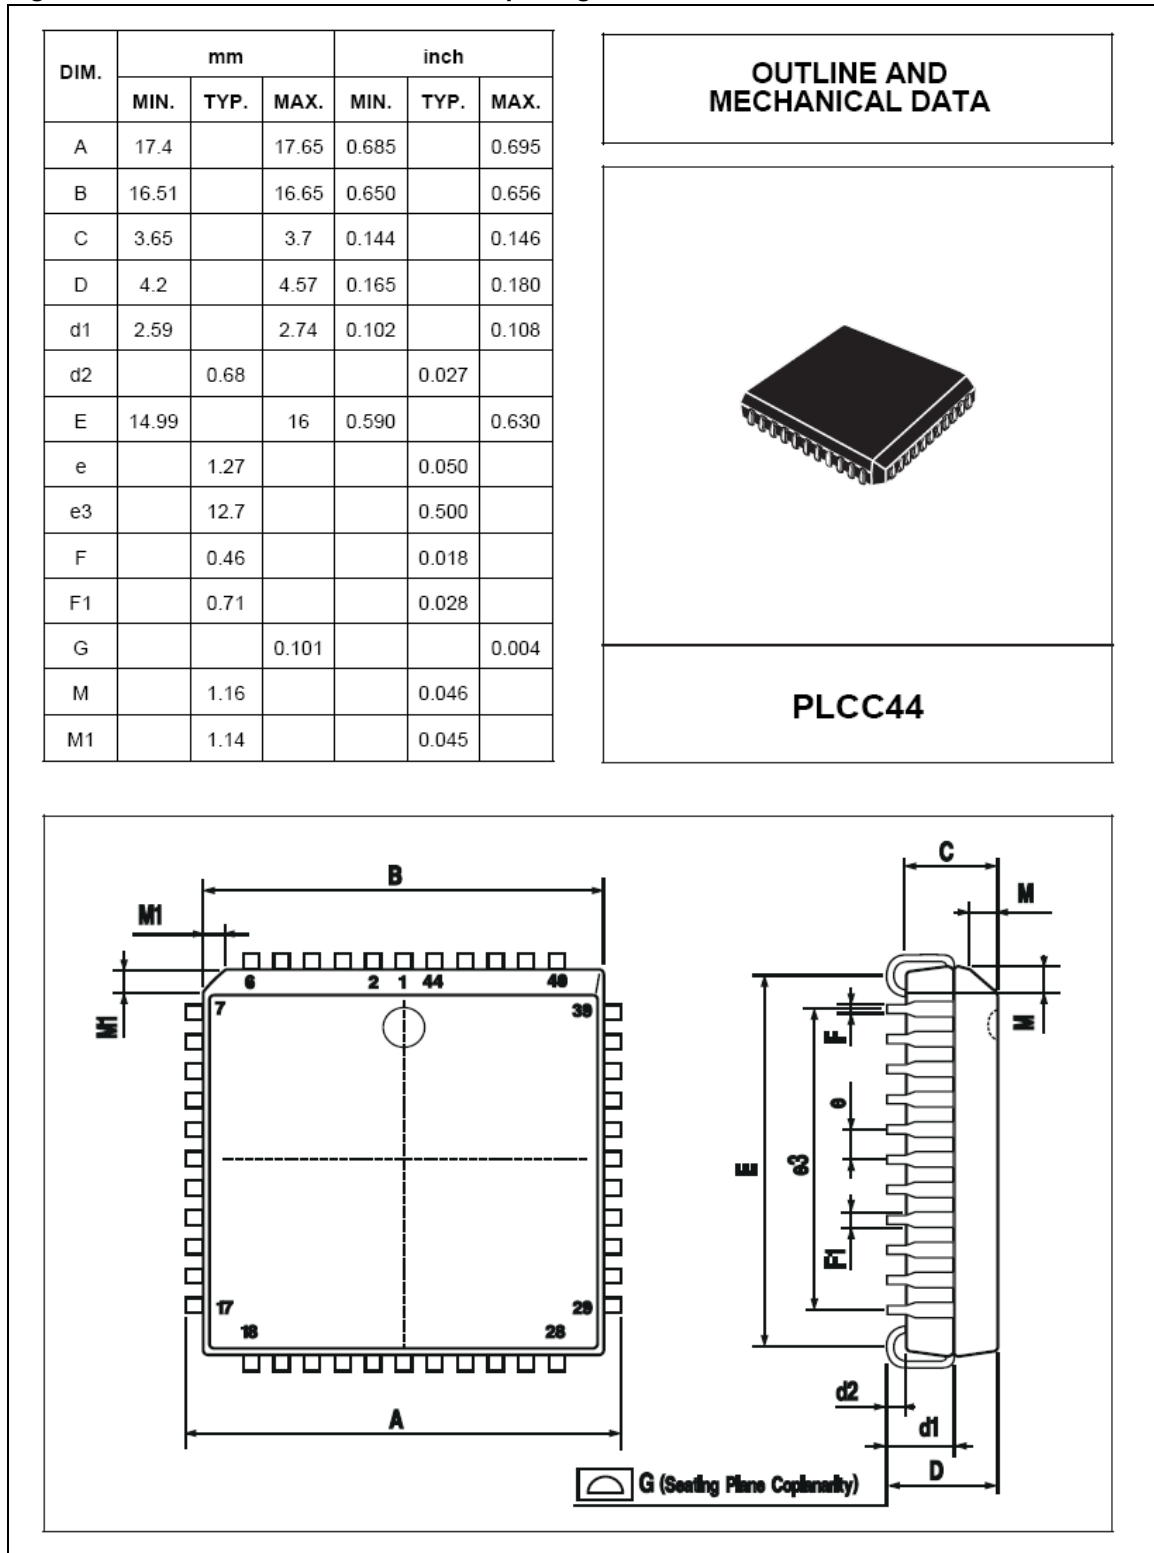 DIM. mm inch
MIN. TYP. MAX. MIN. TYP. MAX.
A 17.4 17.65 0.685 0.695
B 16.51 16.65 0.650 0.656
C 3.65 3.7 0.144 0.146
D 4.2 4.57 0.165 0.180
d1 2.59 2.74 0.102 0.108
d2 0.68 0.027
E 14.99 16 0.590 0.630
e 1.27 0.050
e3 12.7 0.500
F 0.46 0.018
F1 0.71 0.028
G 0.101 0.004
M 1.16 0.046
M1 1.14 0.045
OUTLINE AND
MECHANICAL DATA
PLCC44
B
M1
M1
6 2 1 44 40
7 39
17 29
18 28
A
C
M
M
F
e
E
e3
F1
d2
d1
D
G (Seating Plane Coplanarity)